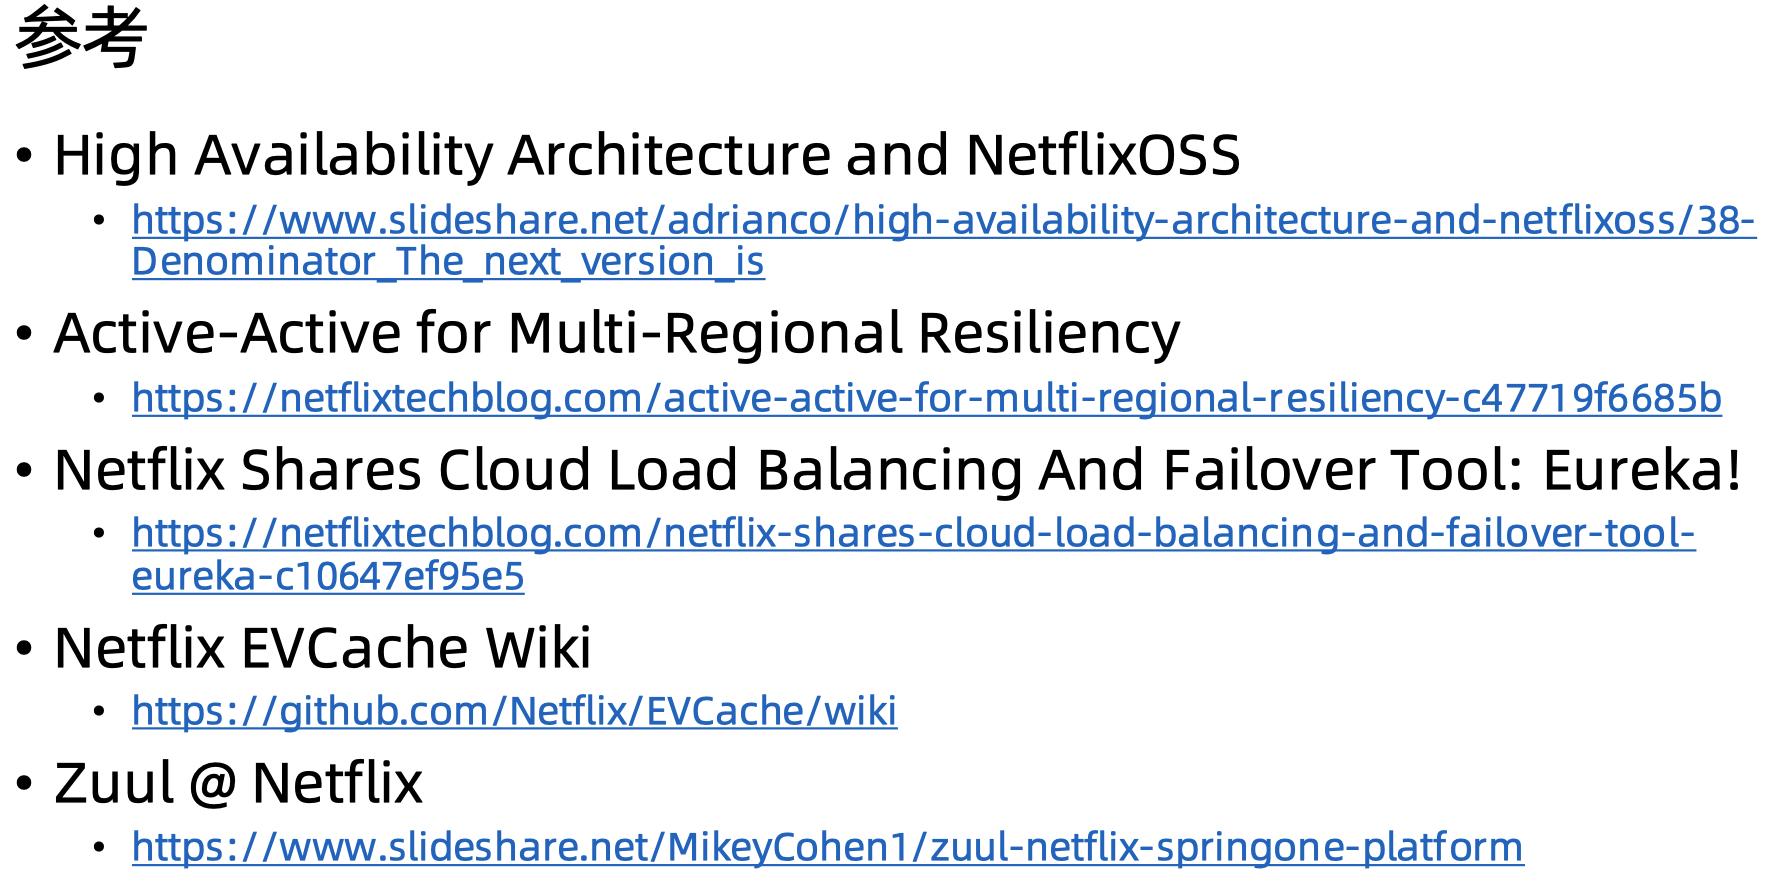 参考
• High Availability Architecture and NetflixOSS
• https://www.slideshare.net/adrianco/high-availability-architecture-and-netflixoss/38-
Denominator_The_next_version_is
• Active-Active for Multi-Regional Resiliency
• https://netflixtechblog.com/active-active-for-multi-regional-resiliency-c47719f6685b
• Netflix Shares Cloud Load Balancing And Failover Tool: Eureka!
• https://netflixtechblog.com/netflix-shares-cloud-load-balancing-and-failover-tool-
eureka-c10647ef95e5
• Netflix EVCache Wiki
• https://github.com/Netflix/EVCache/wiki
• Zuul @ Netflix
• https://www.slideshare.net/MikeyCohen1/zuul-netflix-springone-platform